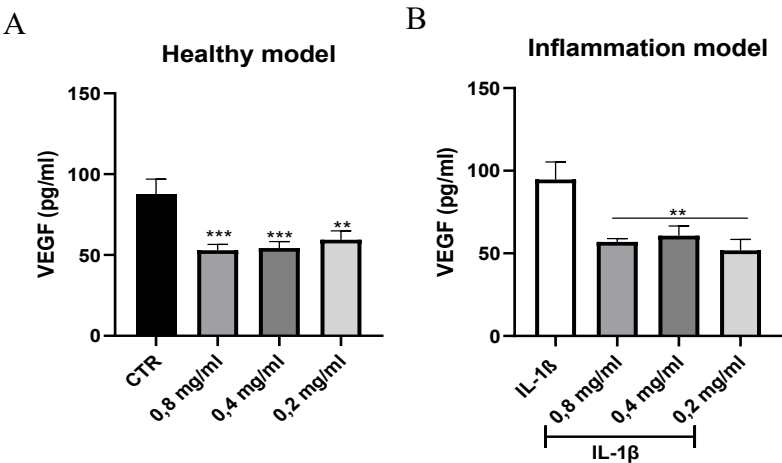 A
Healthy model
VEGF (pg/ml)
150
100
50
0
***
***
**
CTR
0,8 mg/ml
0,4 mg/ml
0,2 mg/ml
B
Inflammation model
VEGF (pg/ml)
150
100
50
0
**
IL-1ß
0,8 mg/ml
0,4 mg/ml
0,2 mg/ml
IL-1β